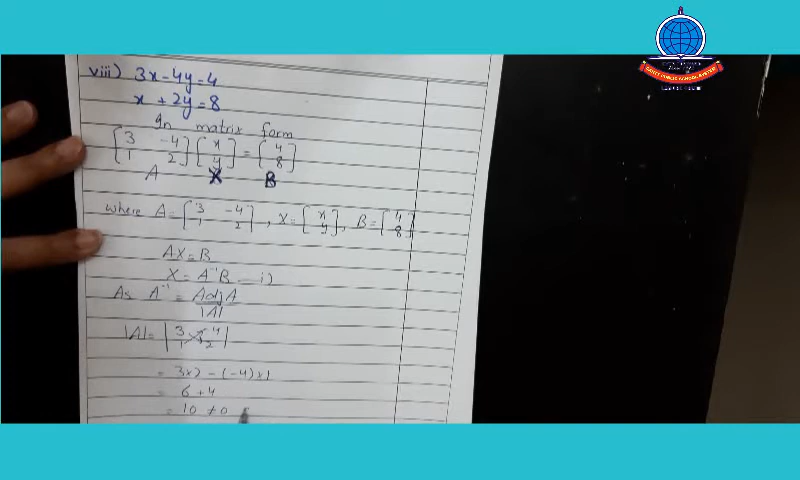 viii) 3x-4y=4
x+2y=8
In matrix form
[3 -4; 1 2] [x; y] = [4; 8]
A X B
where A=[3 -4; 1 2], X=[x; y], B=[4; 8]
AX=B
X=A⁻¹B — i)
As A⁻¹ = AdjA/|A|
|A|=|3 -4; 1 2|
= 3×2-(-4)×1
= 6+4
= 10 ≠0